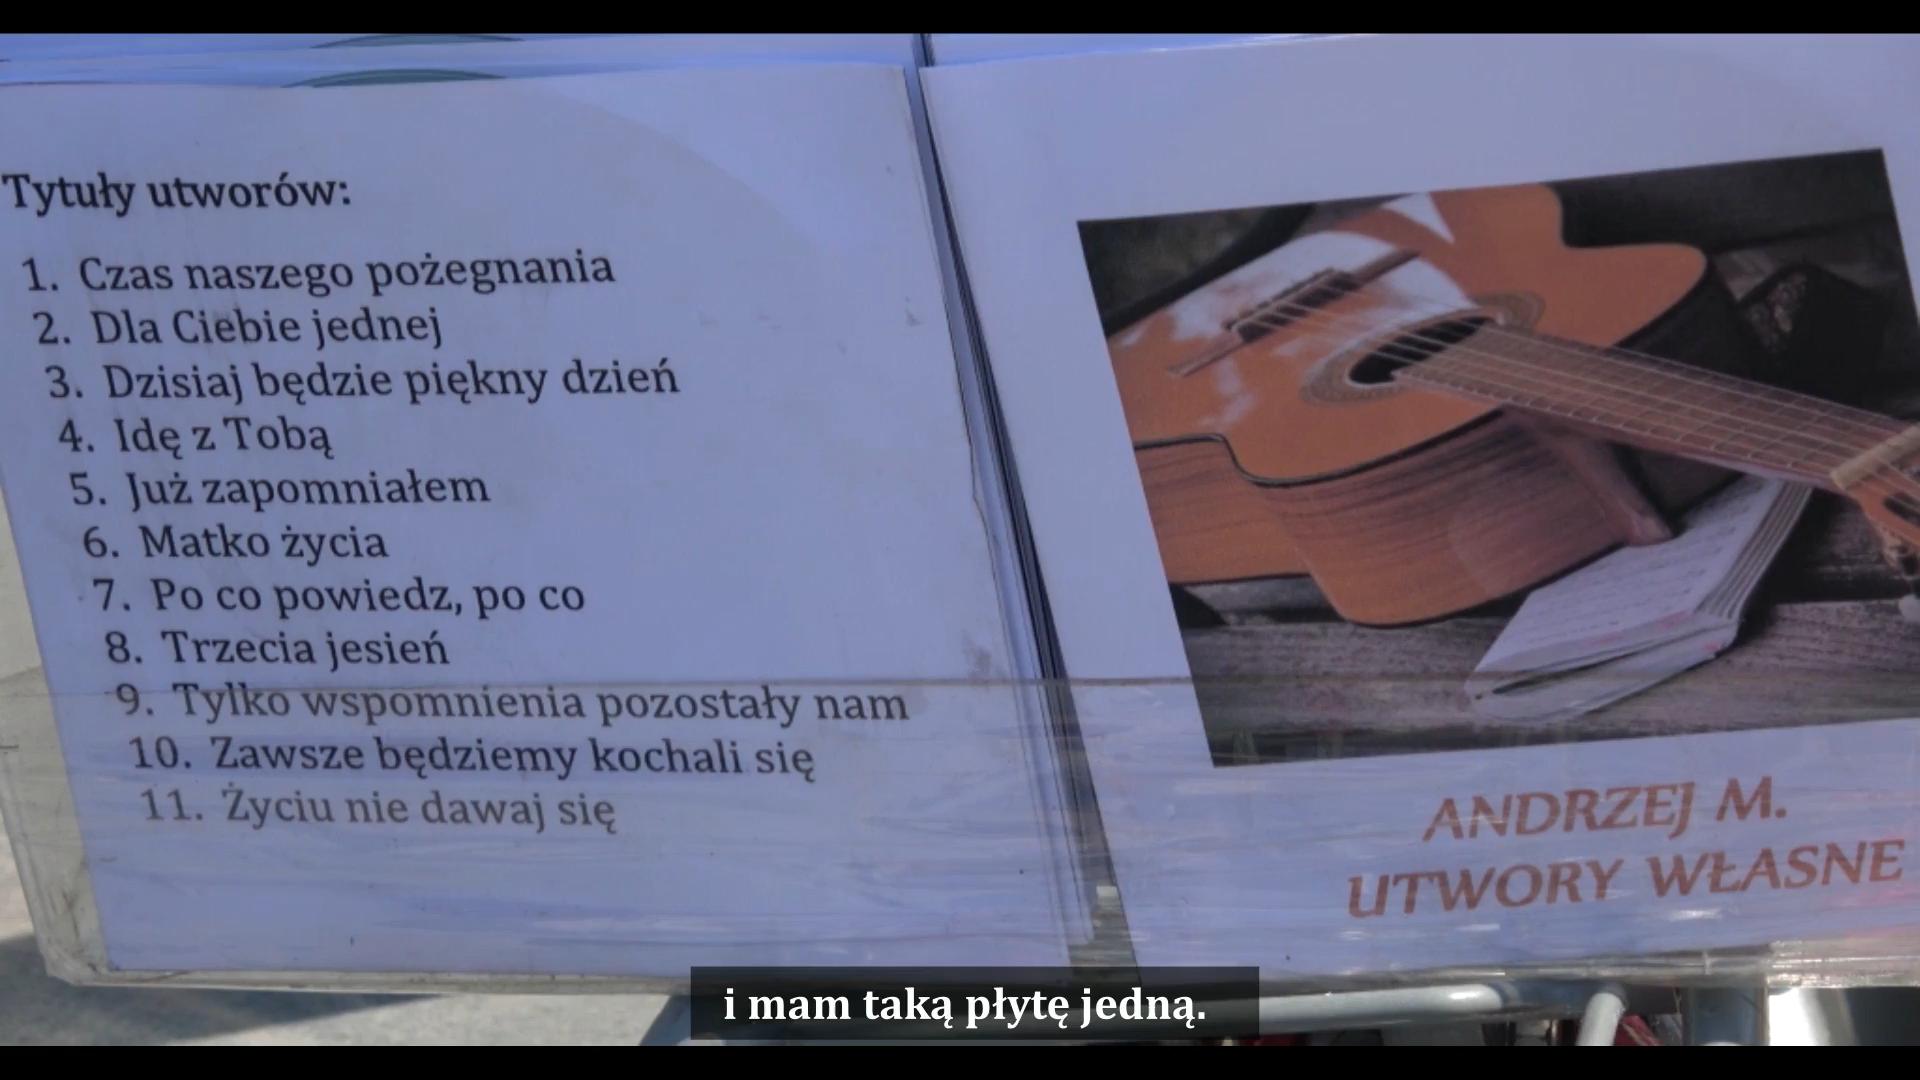 Tytuły utworów:
1. Czas naszego pożegnania
2. Dla Ciebie jednej
3. Dzisiaj będzie piękny dzień
4. Idę z Tobą
5. Już zapomniałem
6. Matko życia
7. Po co powiedz, po co
8. Trzecia jesień
9. Tylko wspomnienia pozostały nam
10. Zawsze będziemy kochali się
11. Życiu nie dawaj się
ANDRZEJ M.
UTWORY WŁASNE
i mam taką płytę jedną.